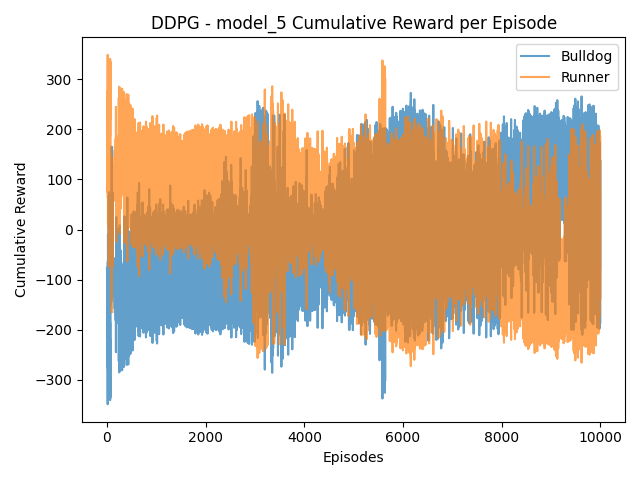 DDPG - model_5 Cumulative Reward per Episode
Bulldog
Runner
Cumulative Reward
300
200
100
0
−100
−200
−300
0 2000 4000 6000 8000 10000
Episodes